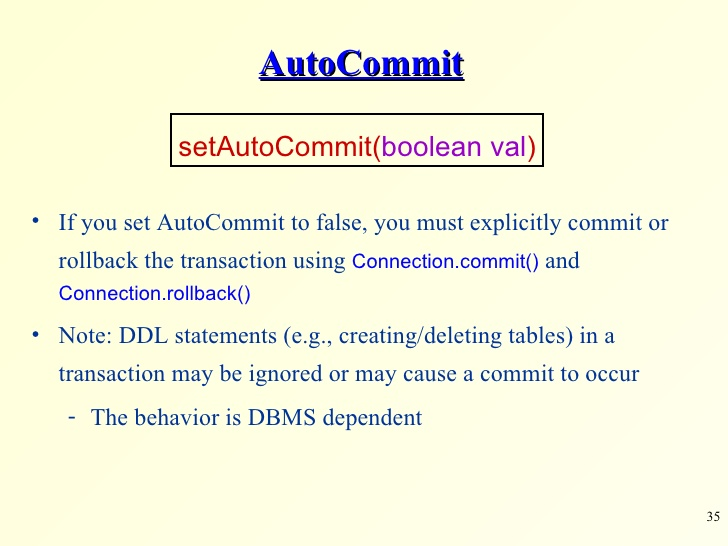 AutoCommit
setAutoCommit(boolean val)
• If you set AutoCommit to false, you must explicitly commit or
rollback the transaction using Connection.commit() and
Connection.rollback()
• Note: DDL statements (e.g., creating/deleting tables) in a
transaction may be ignored or may cause a commit to occur
- The behavior is DBMS dependent
35